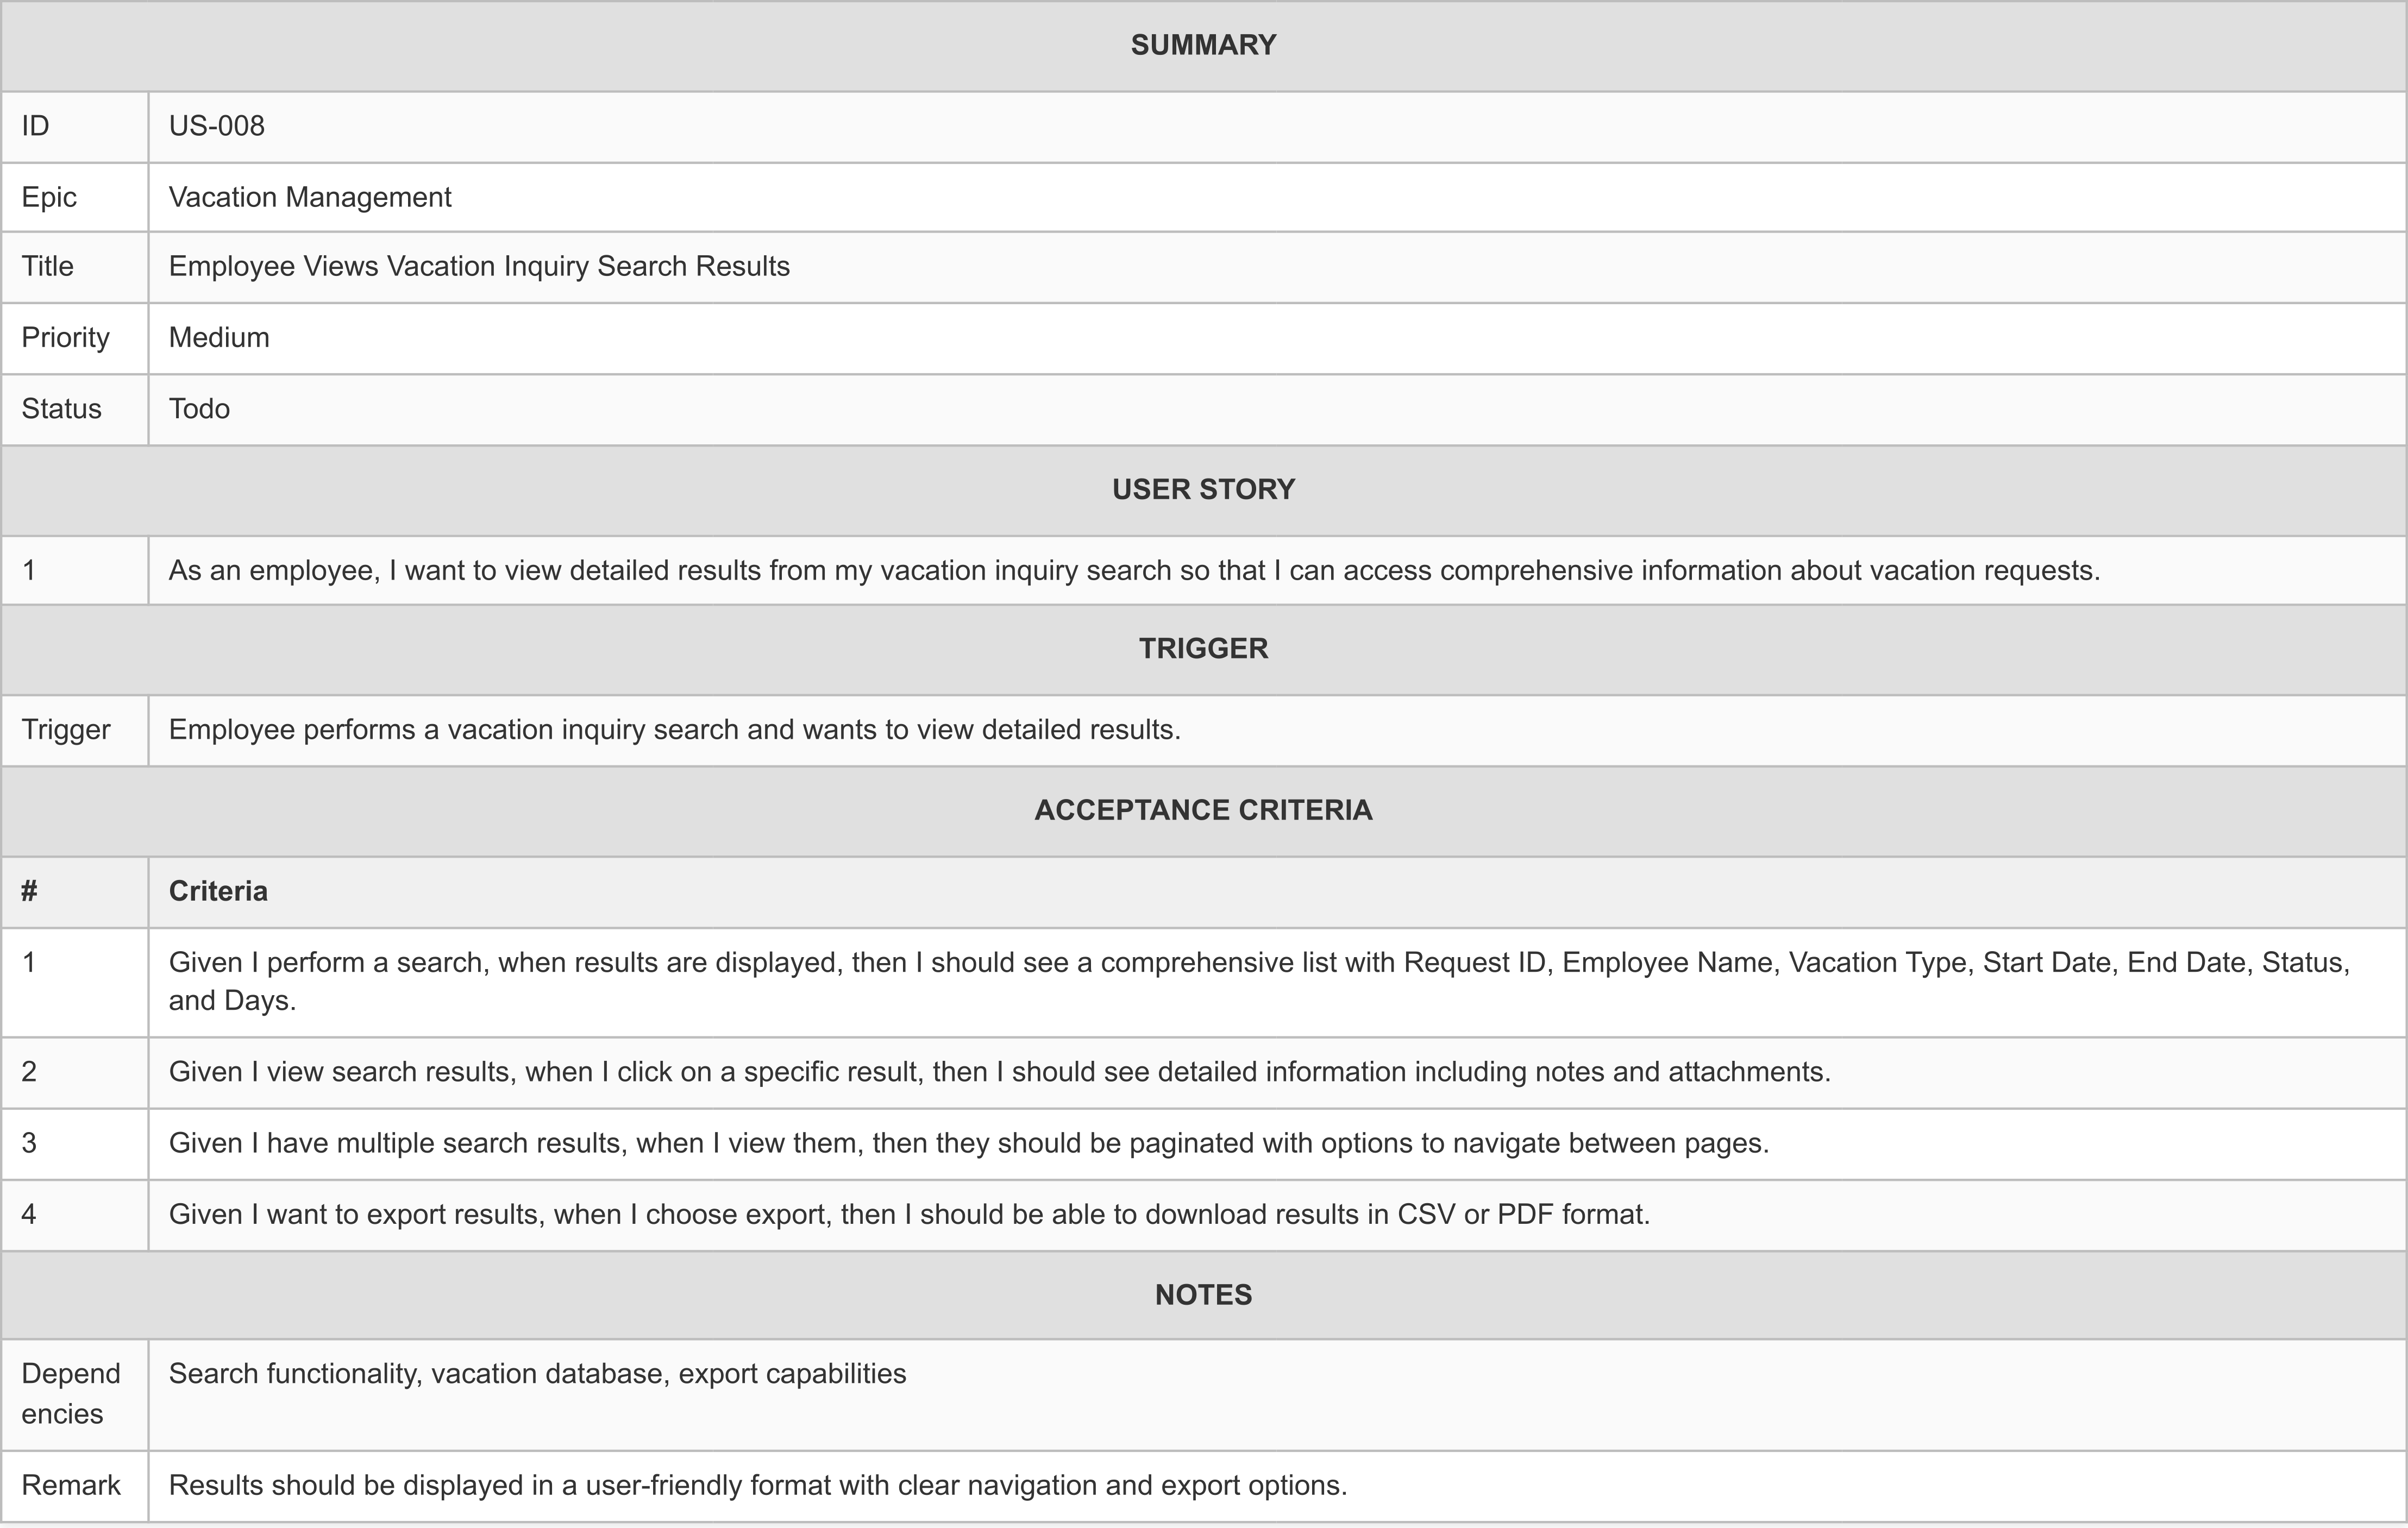 SUMMARY
ID US-008
Epic Vacation Management
Title Employee Views Vacation Inquiry Search Results
Priority Medium
Status Todo
USER STORY
1 As an employee, I want to view detailed results from my vacation inquiry search so that I can access comprehensive information about vacation requests.
TRIGGER
Trigger Employee performs a vacation inquiry search and wants to view detailed results.
ACCEPTANCE CRITERIA
# Criteria
1 Given I perform a search, when results are displayed, then I should see a comprehensive list with Request ID, Employee Name, Vacation Type, Start Date, End Date, Status,
and Days.
2 Given I view search results, when I click on a specific result, then I should see detailed information including notes and attachments.
3 Given I have multiple search results, when I view them, then they should be paginated with options to navigate between pages.
4 Given I want to export results, when I choose export, then I should be able to download results in CSV or PDF format.
NOTES
Depend Search functionality, vacation database, export capabilities
encies
Remark Results should be displayed in a user-friendly format with clear navigation and export options.